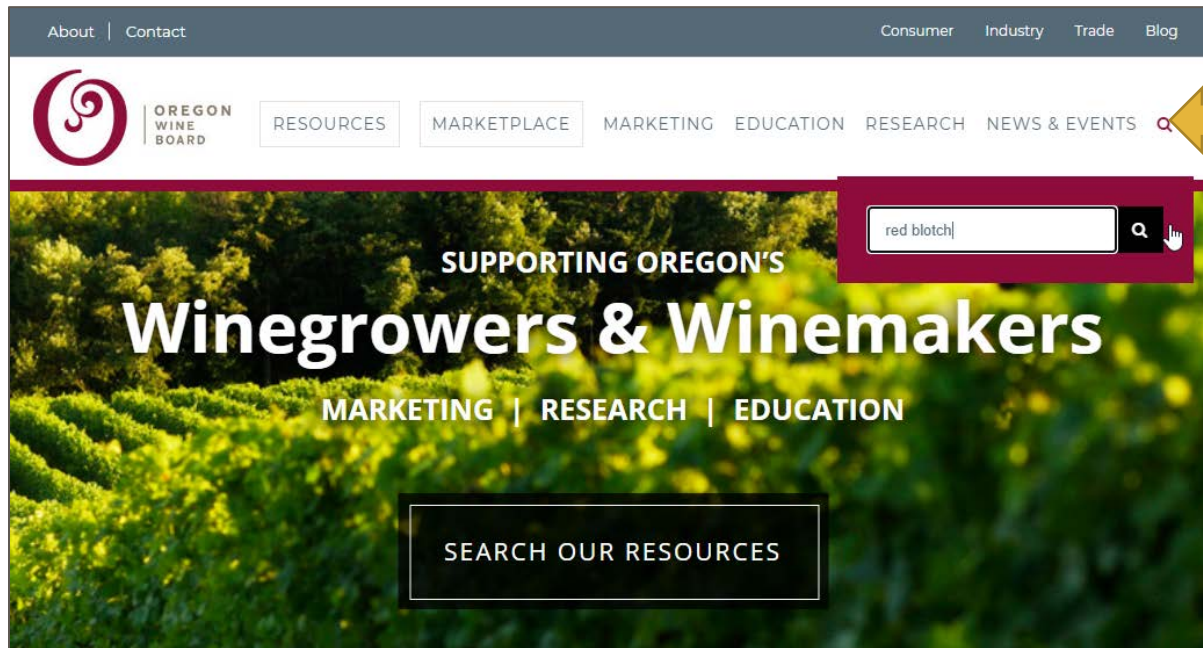 About | Contact
Consumer Industry Trade Blog
OREGON
WINE
BOARD
RESOURCES MARKETPLACE MARKETING EDUCATION RESEARCH NEWS & EVENTS
red blotch
SUPPORTING OREGON'S
Winegrowers & Winemakers
MARKETING | RESEARCH | EDUCATION
SEARCH OUR RESOURCES